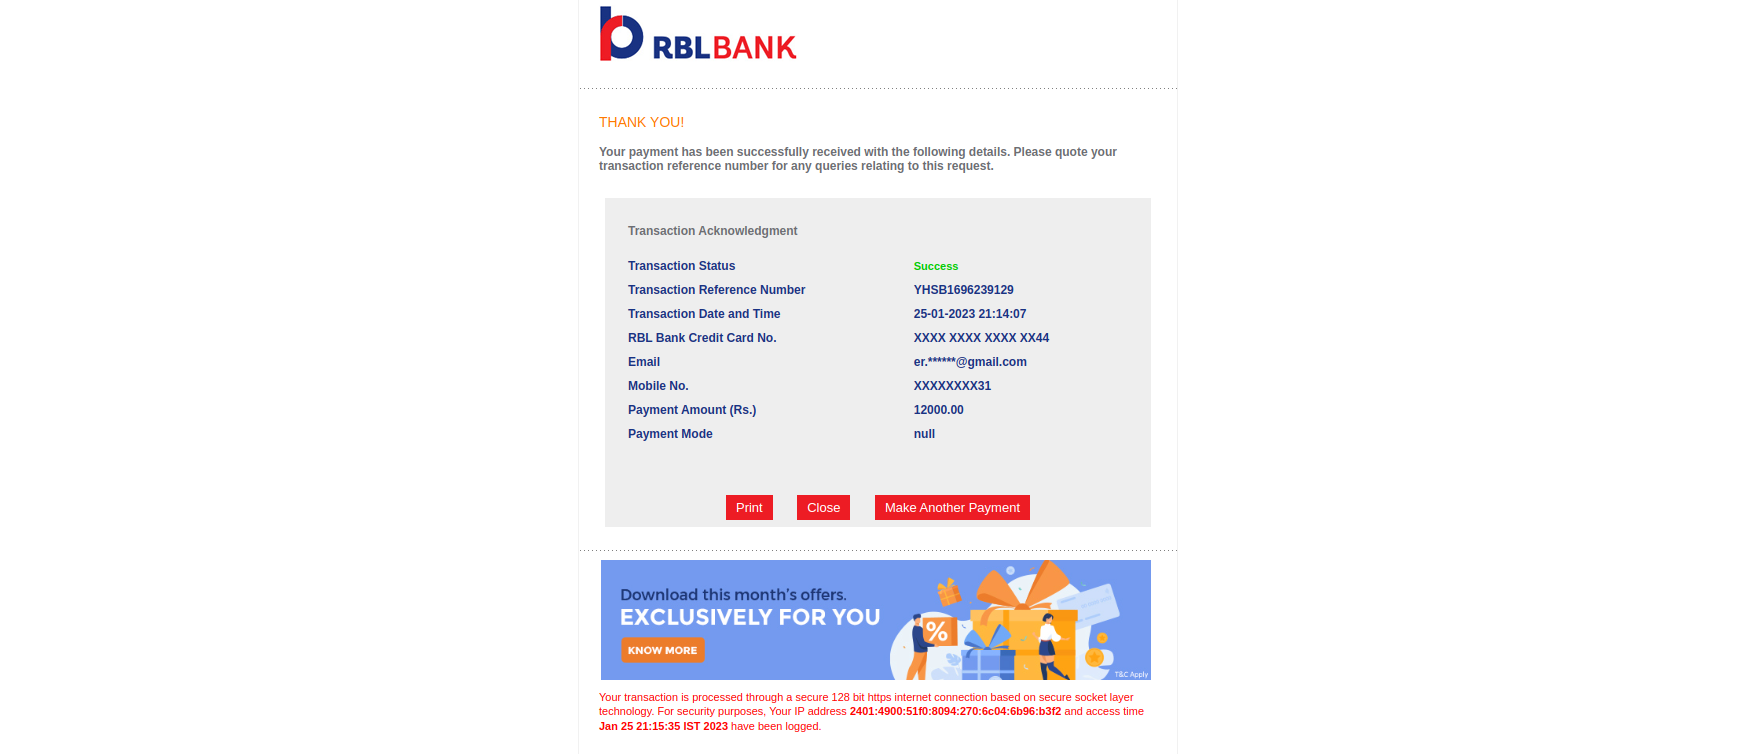 RBL BANK
THANK YOU!
Your payment has been successfully received with the following details. Please quote your
transaction reference number for any queries relating to this request.
Transaction Acknowledgment
Transaction Status Success
Transaction Reference Number YHSB1696239129
Transaction Date and Time 25-01-2023 21:14:07
RBL Bank Credit Card No. XXXX XXXX XXXX XX44
Email er.******@gmail.com
Mobile No. XXXXXXXX31
Payment Amount (Rs.) 12000.00
Payment Mode null
Print Close Make Another Payment
Download this month's offers.
EXCLUSIVELY FOR YOU
%
KNOW MORE
T&C Apply
Your transaction is processed through a secure 128 bit https internet connection based on secure socket layer
technology. For security purposes, Your IP address 2401:4900:51f0:8094:270:6c04:6b96:b3f2 and access time
Jan 25 21:15:35 IST 2023 have been logged.